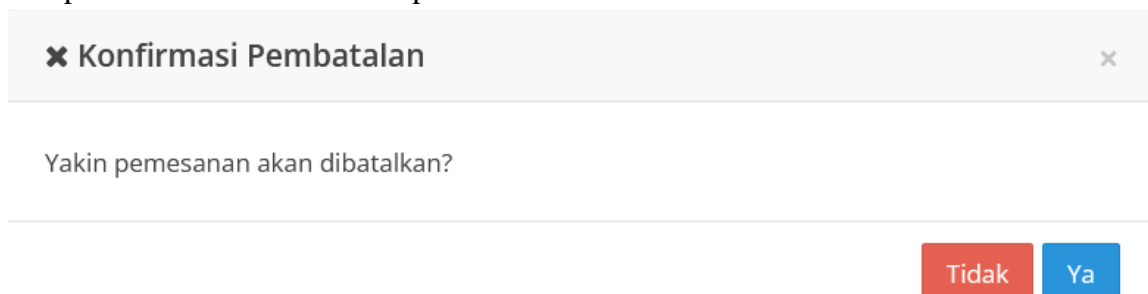 ✖ Konfirmasi Pembatalan ×
Yakin pemesanan akan dibatalkan?
Tidak Ya